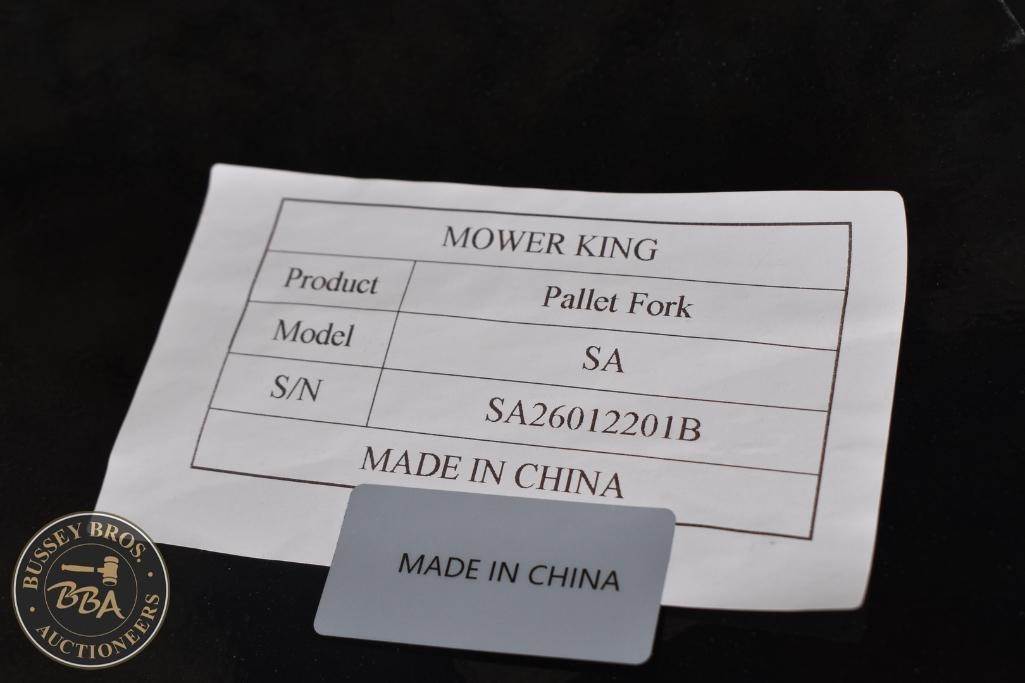 MOWER KING
Product Pallet Fork
Model SA
S/N SA26012201B
MADE IN CHINA
MADE IN CHINA
BUSSEY BROS.
BBA
AUCTIONEERS